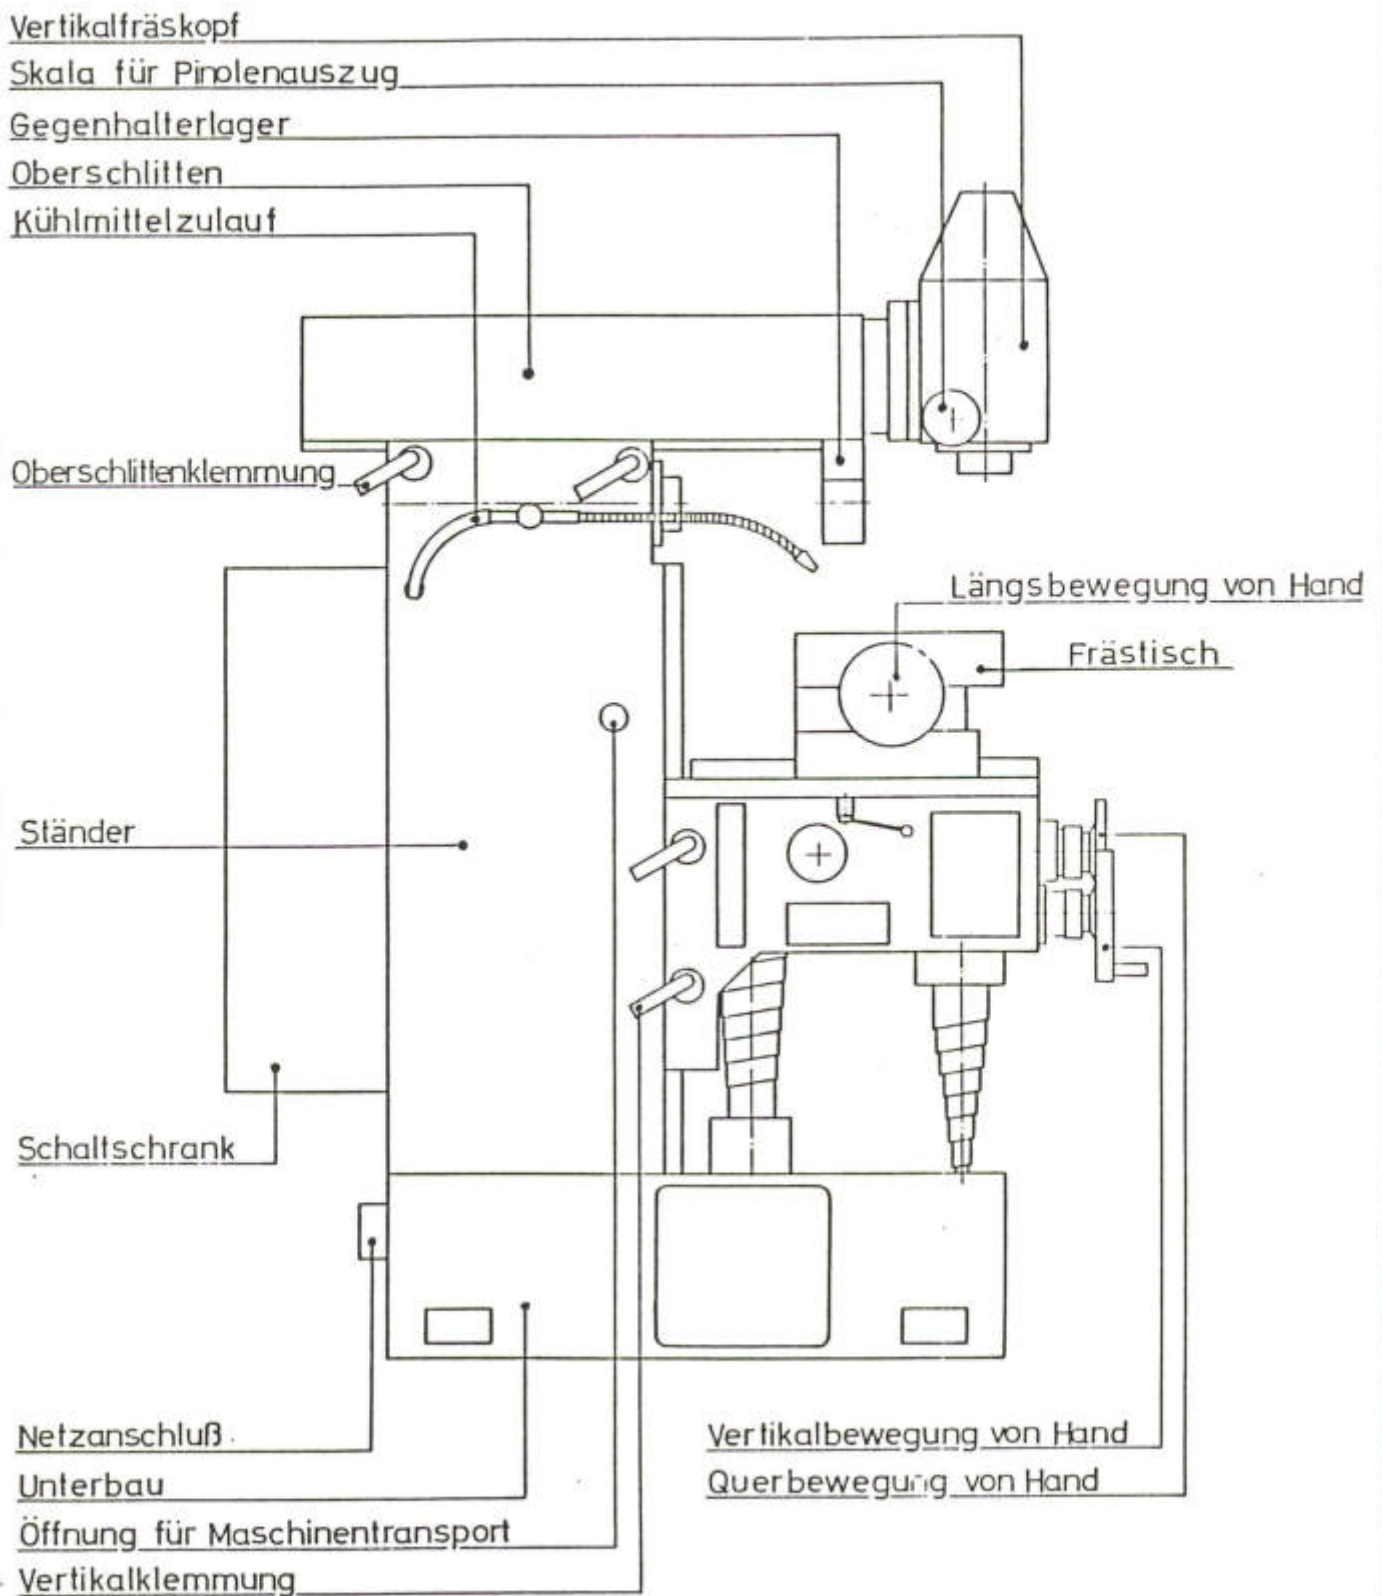 Vertikalfräskopf
Skala für Pinolenauszug
Gegenhalterlager
Oberschlitten
Kühlmittelzulauf
Oberschlittenklemmung
Längsbewegung von Hand
Frästisch
Ständer
Schaltschrank
Netzanschluß
Unterbau
Öffnung für Maschinentransport
Vertikalklemmung
Vertikalbewegung von Hand
Querbewegung von Hand